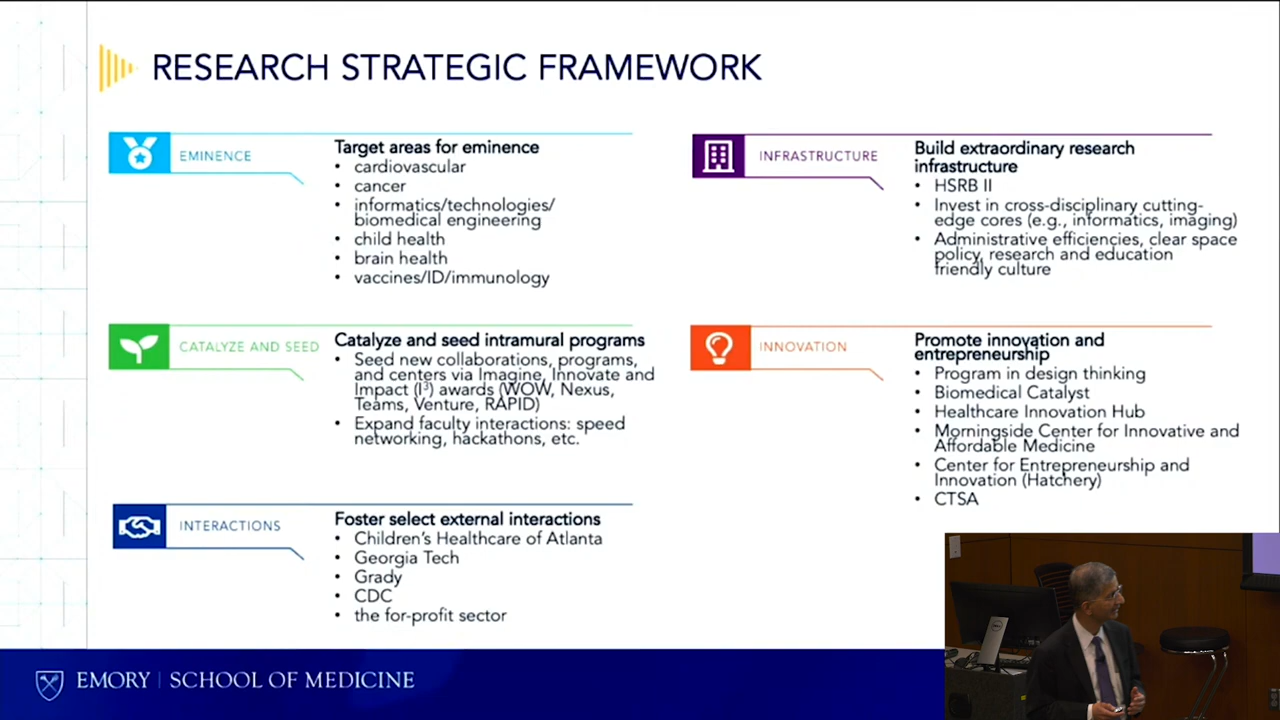 RESEARCH STRATEGIC FRAMEWORK
EMINENCE
Target areas for eminence
• cardiovascular
• cancer
• informatics/technologies/
biomedical engineering
• child health
• brain health
• vaccines/ID/immunology
CATALYZE AND SEED
Catalyze and seed intramural programs
• Seed new collaborations, programs,
and centers via Imagine, Innovate and
Impact (I³) awards (WOW, Nexus,
Teams, Venture, RAPID)
• Expand faculty interactions: speed
networking, hackathons, etc.
INTERACTIONS
Foster select external interactions
• Children's Healthcare of Atlanta
• Georgia Tech
• Grady
• CDC
• the for-profit sector
INFRASTRUCTURE
Build extraordinary research
infrastructure
• HSRB II
• Invest in cross-disciplinary cutting-
edge cores (e.g., informatics, imaging)
• Administrative efficiencies, clear space
policy, research and education
friendly culture
INNOVATION
Promote innovation and
entrepreneurship
• Program in design thinking
• Biomedical Catalyst
• Healthcare Innovation Hub
• Morningside Center for Innovative and
Affordable Medicine
• Center for Entrepreneurship and
Innovation (Hatchery)
• CTSA
EMORY | SCHOOL OF MEDICINE